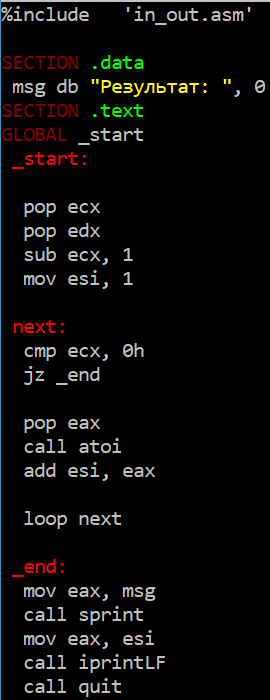 %include   'in_out.asm'
SECTION .data
msg db "Результат: ", 0
SECTION .text
GLOBAL _start
_start:
pop ecx
pop edx
sub ecx, 1
mov esi, 1
next:
cmp ecx, 0h
jz _end
pop eax
call atoi
add esi, eax
loop next
_end:
mov eax, msg
call sprint
mov eax, esi
call iprintLF
call quit